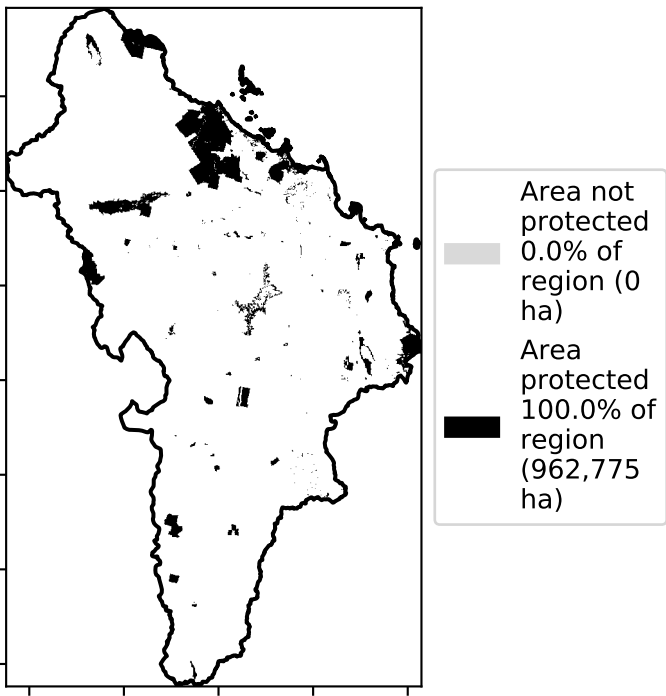 Area not
protected
0.0% of
region (0
ha)
Area
protected
100.0% of
region
(962,775
ha)